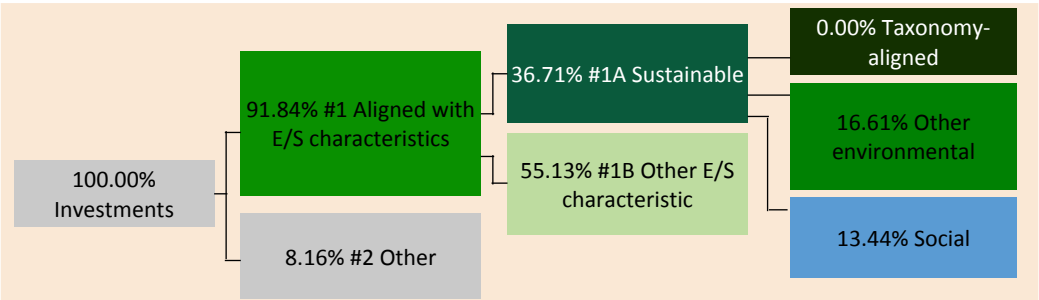 100.00%
Investments
91.84% #1 Aligned with
E/S characteristics
8.16% #2 Other
36.71% #1A Sustainable
55.13% #1B Other E/S
characteristic
0.00% Taxonomy-
aligned
16.61% Other
environmental
13.44% Social